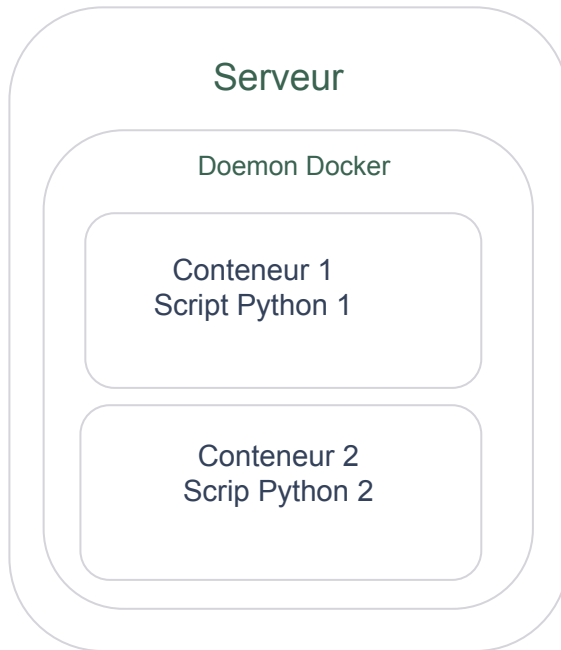 Serveur
Doemon Docker
Conteneur 1
Script Python 1
Conteneur 2
Scrip Python 2